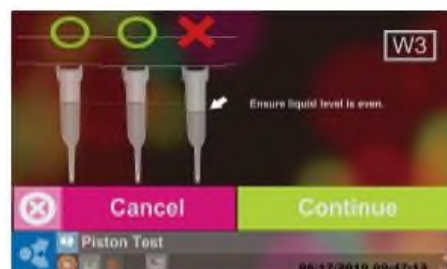 W3
Ensure liquid level is even.
Cancel
Continue
Piston Test